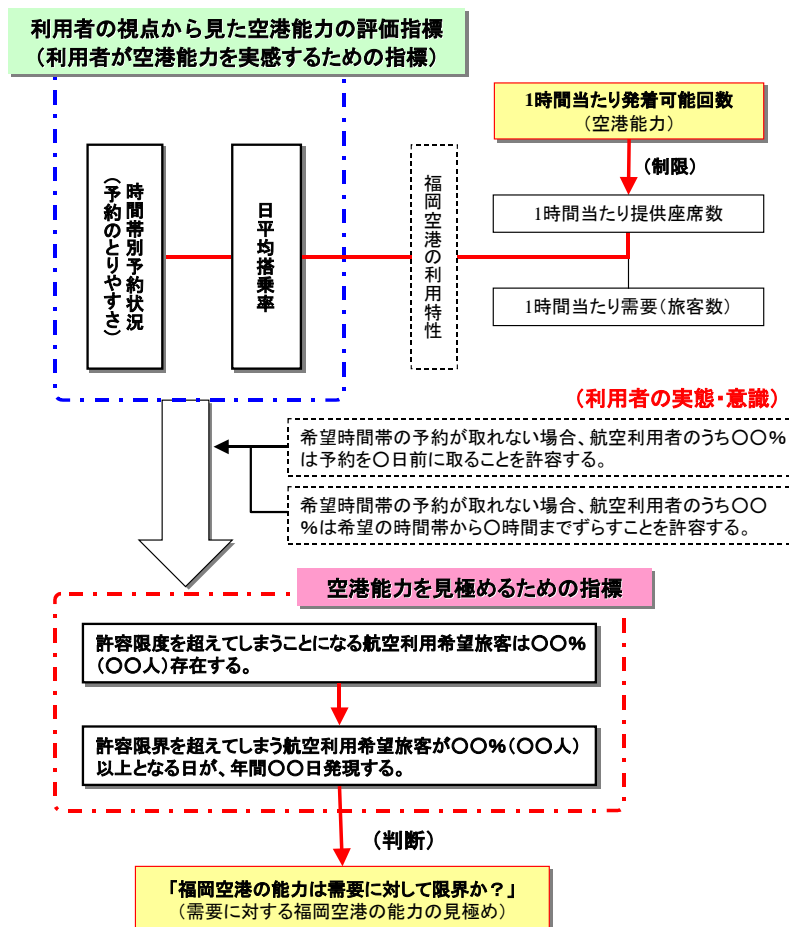 利用者の視点から見た空港能力の評価指標
（利用者が空港能力を実感するための指標）
1時間当たり発着可能回数
（空港能力）
（制限）
時間帯別予約状況
（予約のとりやすさ）
日平均搭乗率
福岡空港の利用特性
1時間当たり提供座席数
1時間当たり需要（旅客数）
（利用者の実態・意識）
希望時間帯の予約が取れない場合、航空利用者のうち〇〇％
は予約を〇日前に取ることを許容する。
希望時間帯の予約が取れない場合、航空利用者のうち〇〇
％は希望の時間帯から〇時間までずらすことを許容する。
空港能力を見極めるための指標
許容限度を超えてしまうことになる航空利用希望旅客は〇〇％
（〇〇人）存在する。
許容限界を超えてしまう航空利用希望旅客が〇〇％（〇〇人）
以上となる日が、年間〇〇日発現する。
（判断）
「福岡空港の能力は需要に対して限界か？」
（需要に対する福岡空港の能力の見極め）